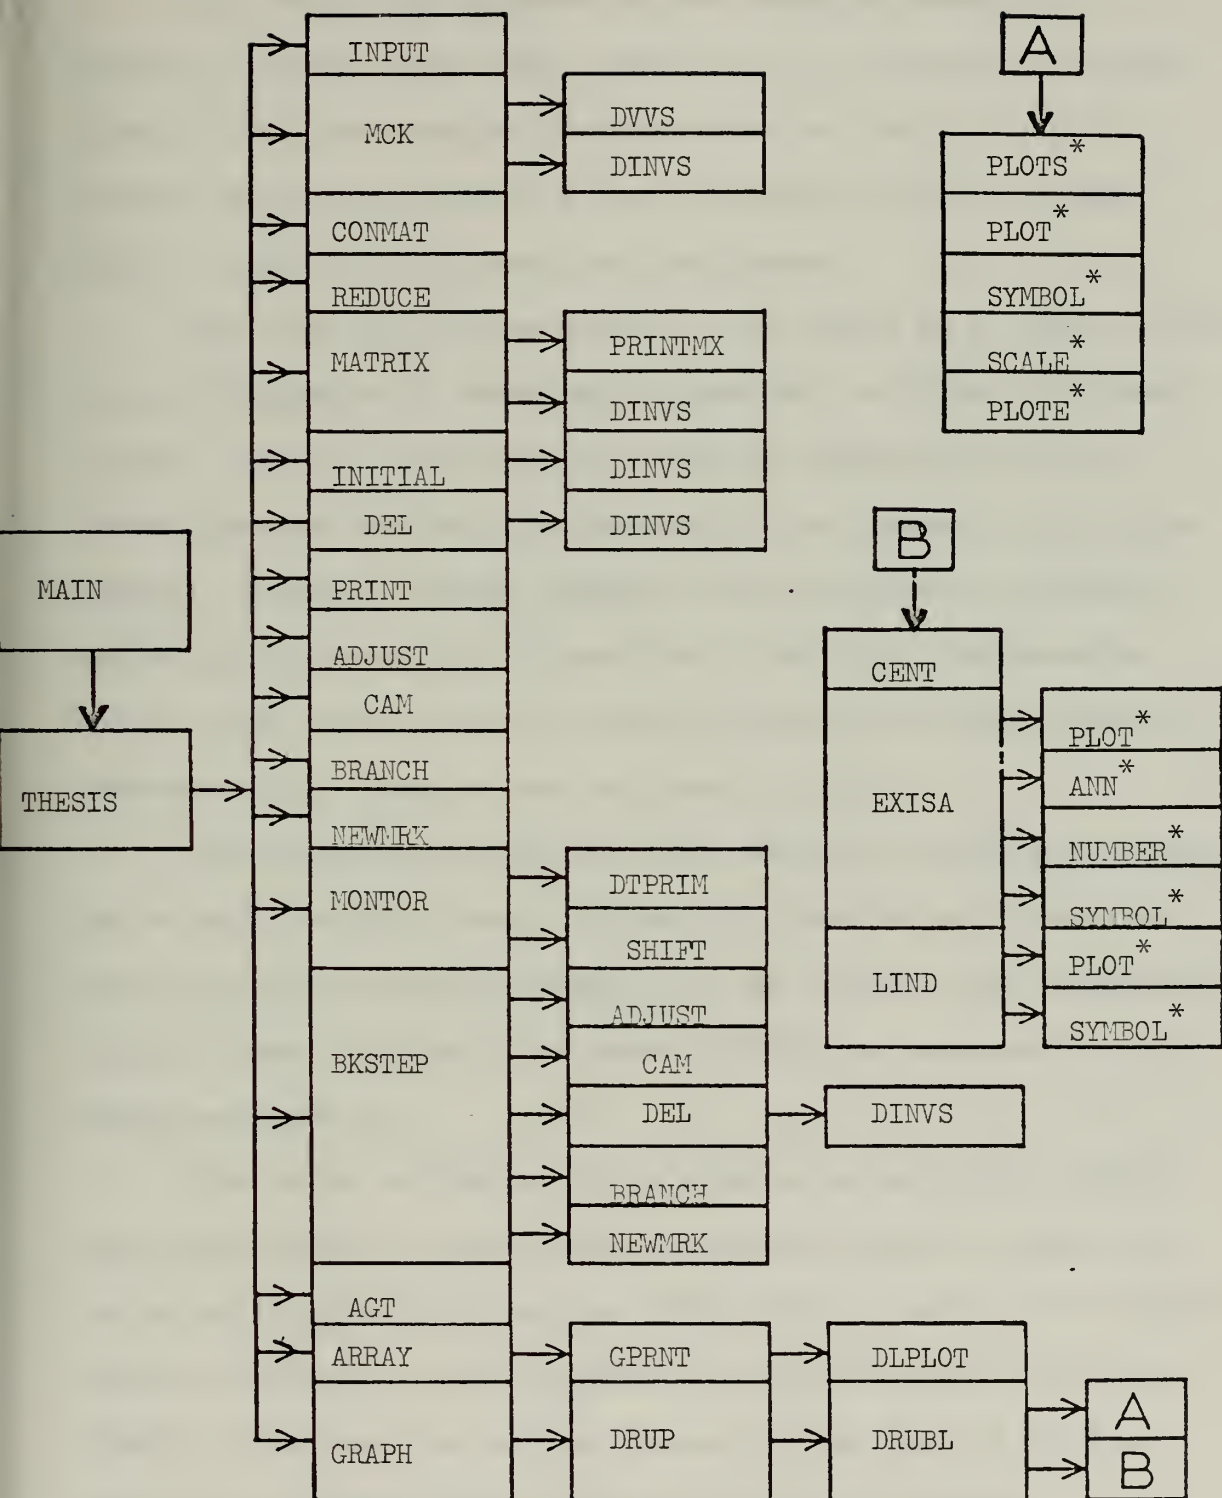 INPUT
MCK
CONMAT
REDUCE
MATRIX
INITIAL
DEL
PRINT
ADJUST
CAM
BRANCH
NEWMRK
MONTOR
BKSTEP
AGT
ARRAY
GRAPH
MAIN
THESIS
DVVS
DINVS
PRINTMX
DINVS
DINVS
DINVS
DTPRIM
SHIFT
ADJUST
CAM
DEL
BRANCH
NEWMRK
DINVS
GPRNT
DRUP
DLPLOT
DRUBL
A
B
A
PLOTS*
PLOT*
SYMBOL*
SCALE*
PLOTE*
B
CENT
EXISA
LIND
PLOT*
ANN*
NUMBER*
SYMBOL*
PLOT*
SYMBOL*